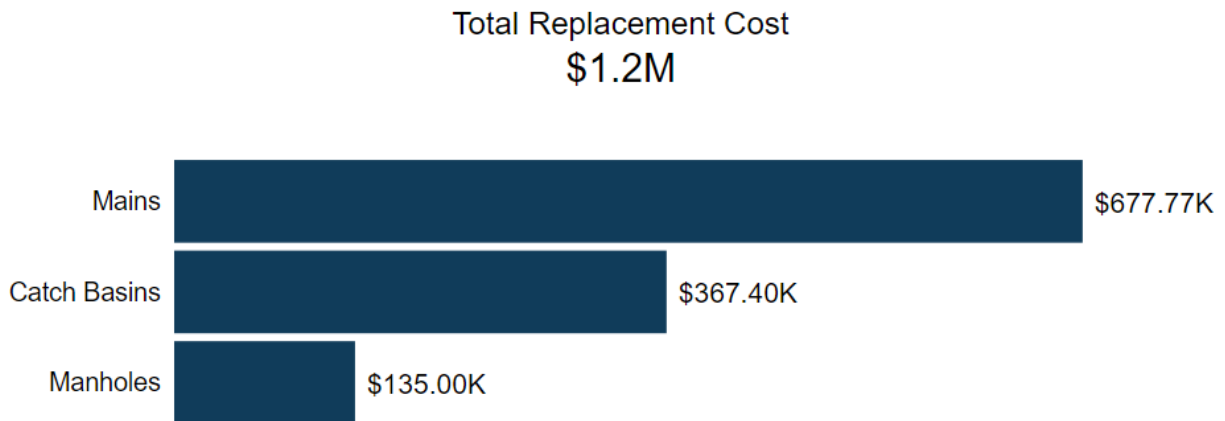 Total Replacement Cost
$1.2M
Mains $677.77K
Catch Basins $367.40K
Manholes $135.00K